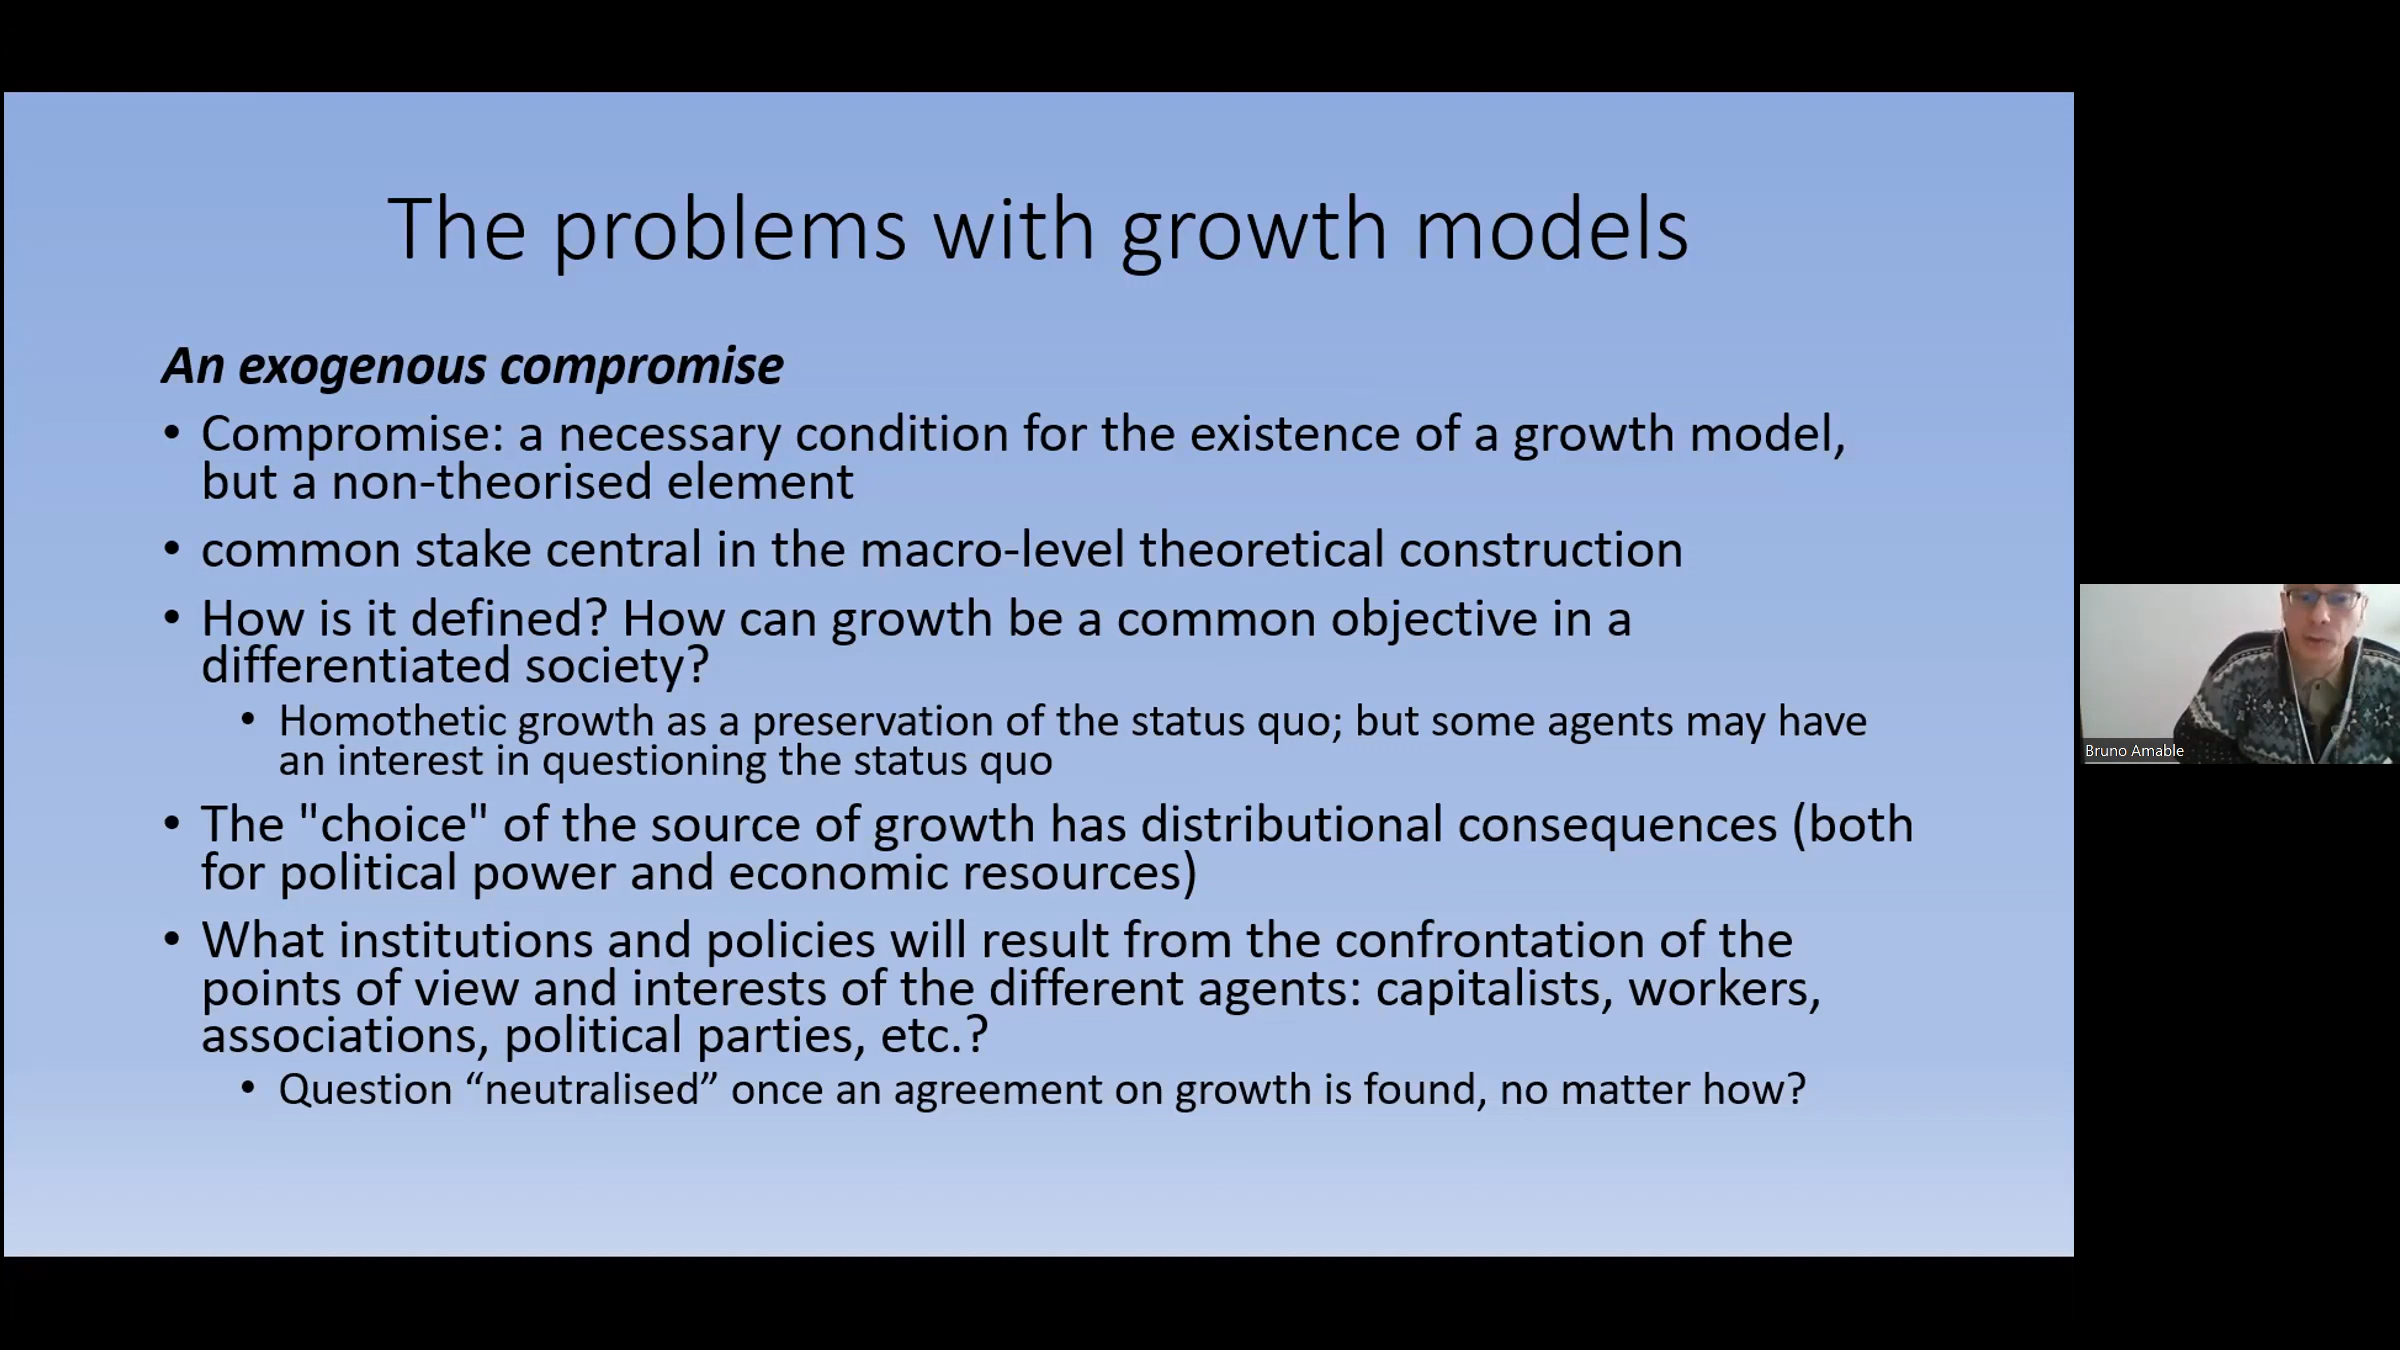 The problems with growth models
An exogenous compromise
• Compromise: a necessary condition for the existence of a growth model,
but a non-theorised element
• common stake central in the macro-level theoretical construction
• How is it defined? How can growth be a common objective in a
differentiated society?
• Homothetic growth as a preservation of the status quo; but some agents may have
an interest in questioning the status quo
• The "choice" of the source of growth has distributional consequences (both
for political power and economic resources)
• What institutions and policies will result from the confrontation of the
points of view and interests of the different agents: capitalists, workers,
associations, political parties, etc.?
• Question “neutralised” once an agreement on growth is found, no matter how?
Bruno Amable